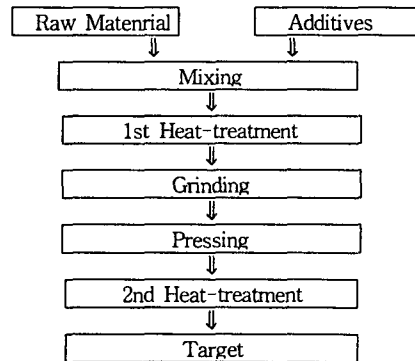 Raw Matenrial
Additives
Mixing
1st Heat-treatment
Grinding
Pressing
2nd Heat-treatment
Target